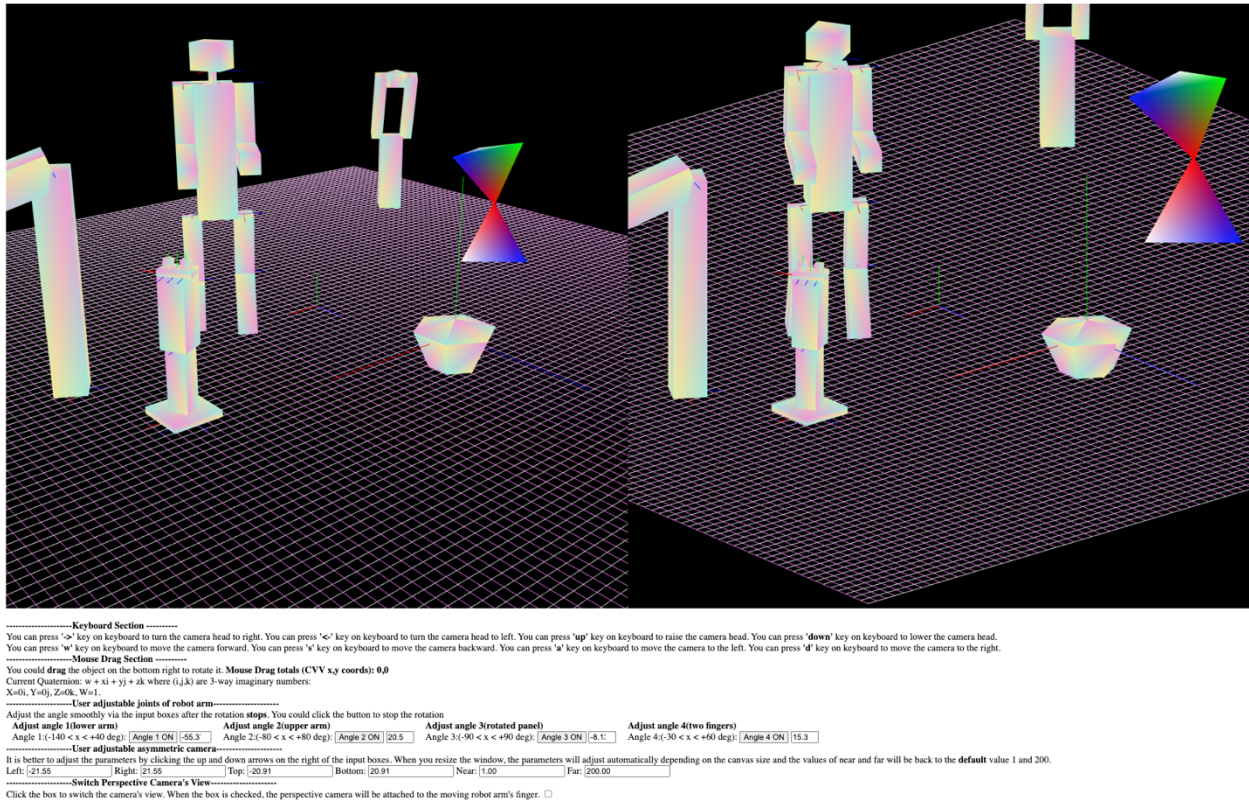 ---------------------Keyboard Section ----------
You can press '->' key on keyboard to turn the camera head to right. You can press '<-' key on keyboard to turn the camera head to left. You can press 'up' key on keyboard to raise the camera head. You can press 'down' key on keyboard to lower the camera head.
You can press 'w' key on keyboard to move the camera forward. You can press 's' key on keyboard to move the camera backward. You can press 'a' key on keyboard to move the camera to the left. You can press 'd' key on keyboard to move the camera to the right.
---------------------Mouse Drag Section ----------
You could drag the object on the bottom right to rotate it. Mouse Drag totals (CVV x,y coords): 0,0
Current Quaternion: w + xi + yj + zk where (i,j,k) are 3-way imaginary numbers:
X=0i, Y=0j, Z=0k, W=1.
---------------------User adjustable joints of robot arm---------------------
Adjust the angle smoothly via the input boxes after the rotation stops. You could click the button to stop the rotation
Adjust angle 1(lower arm) Adjust angle 2(upper arm) Adjust angle 3(rotated panel) Adjust angle 4(two fingers)
Angle 1:(-140 < x < +40 deg): Angle 1 ON -55.3 Angle 2:(-80 < x < +80 deg): Angle 2 ON 20.5 Angle 3:(-90 < x < +90 deg): Angle 3 ON -8.1 Angle 4:(-30 < x < +60 deg): Angle 4 ON 15.3
---------------------User adjustable asymmetric camera---------------------
It is better to adjust the parameters by clicking the up and down arrows on the right of the input boxes. When you resize the window, the parameters will adjust automatically depending on the canvas size and the values of near and far will be back to the default value 1 and 200.
Left: -21.55 Right: 21.55 Top: -20.91 Bottom: 20.91 Near: 1.00 Far: 200.00
---------------------Switch Perspective Camera's View---------------------
Click the box to switch the camera's view. When the box is checked, the perspective camera will be attached to the moving robot arm's finger.